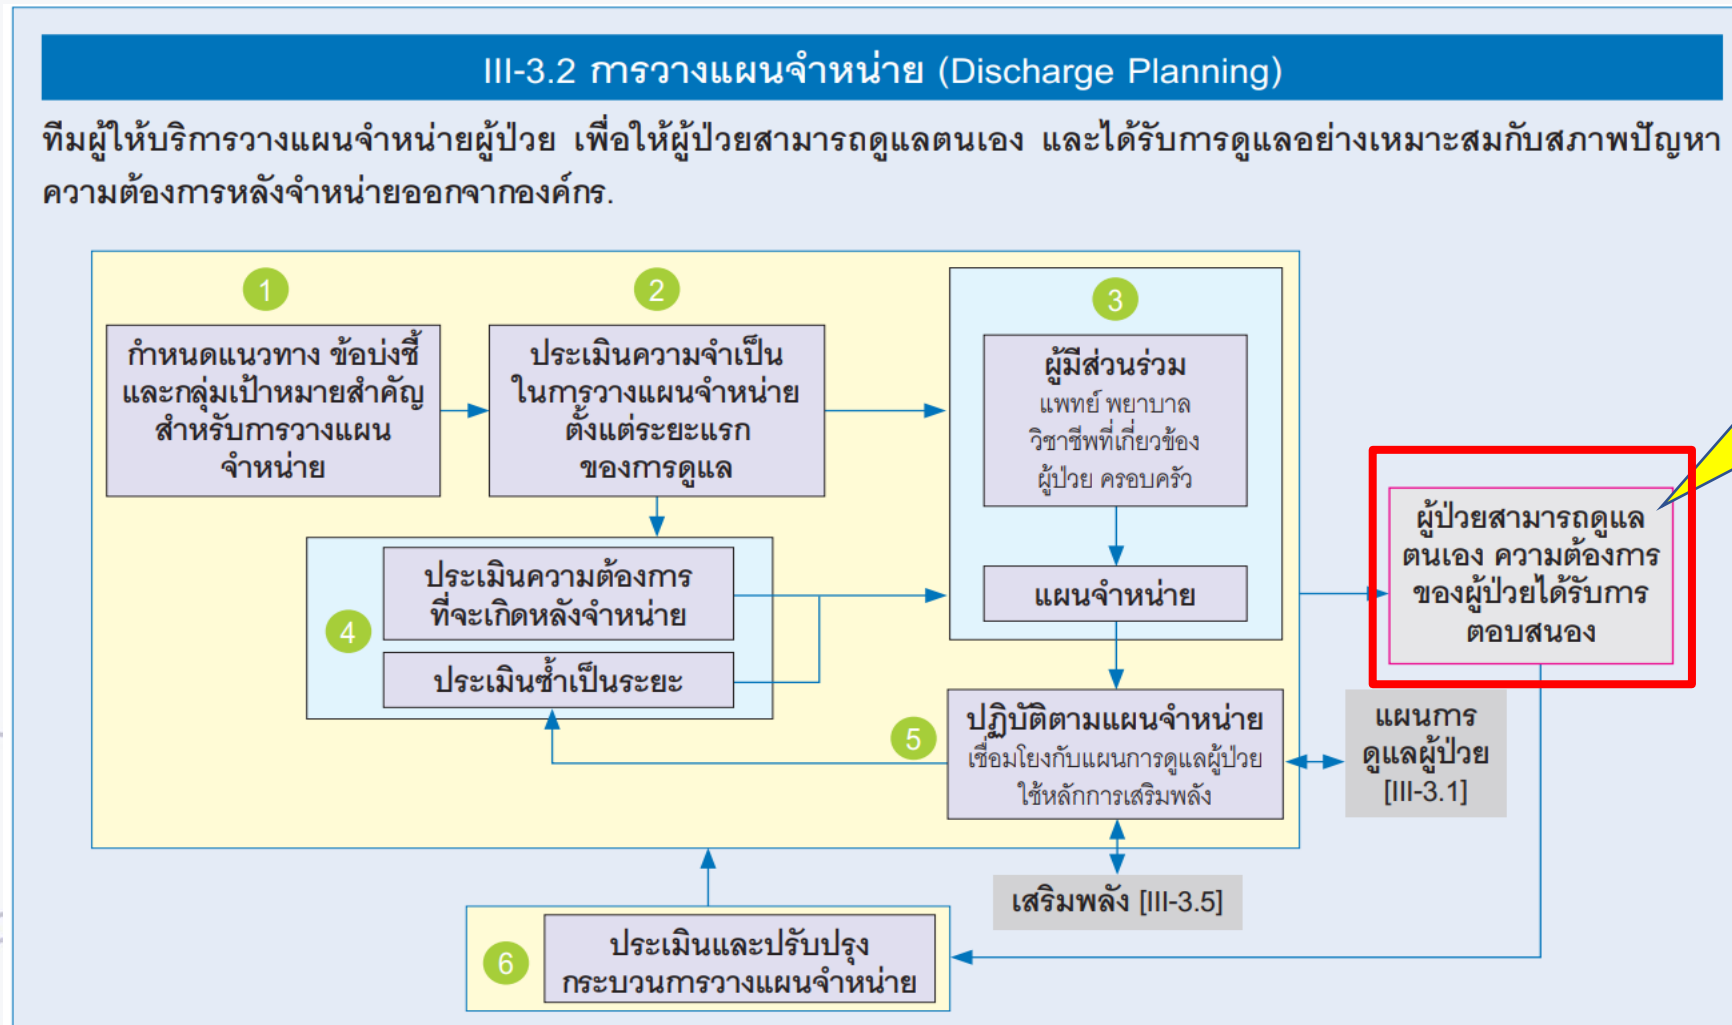 III-3.2 การวางแผนจำหน่าย (Discharge Planning)
ทีมผู้ให้บริการวางแผนจำหน่ายผู้ป่วย เพื่อให้ผู้ป่วยสามารถดูแลตนเอง และได้รับการดูแลอย่างเหมาะสมกับสภาพปัญหา
ความต้องการหลังจำหน่ายออกจากองค์กร.
1
กำหนดแนวทาง ข้อบ่งชี้
และกลุ่มเป้าหมายสำคัญ
สำหรับการวางแผน
จำหน่าย
2
ประเมินความจำเป็น
ในการวางแผนจำหน่าย
ตั้งแต่ระยะแรก
ของการดูแล
3
ผู้มีส่วนร่วม
แพทย์ พยาบาล
วิชาชีพที่เกี่ยวข้อง
ผู้ป่วย ครอบครัว
แผนจำหน่าย
4
ประเมินความต้องการ
ที่จะเกิดหลังจำหน่าย
ประเมินซ้ำเป็นระยะ
5
ปฏิบัติตามแผนจำหน่าย
เชื่อมโยงกับแผนการดูแลผู้ป่วย
ใช้หลักการเสริมพลัง
ผู้ป่วยสามารถดูแล
ตนเอง ความต้องการ
ของผู้ป่วยได้รับการ
ตอบสนอง
แผนการ
ดูแลผู้ป่วย
[III-3.1]
เสริมพลัง [III-3.5]
6
ประเมินและปรับปรุง
กระบวนการวางแผนจำหน่าย